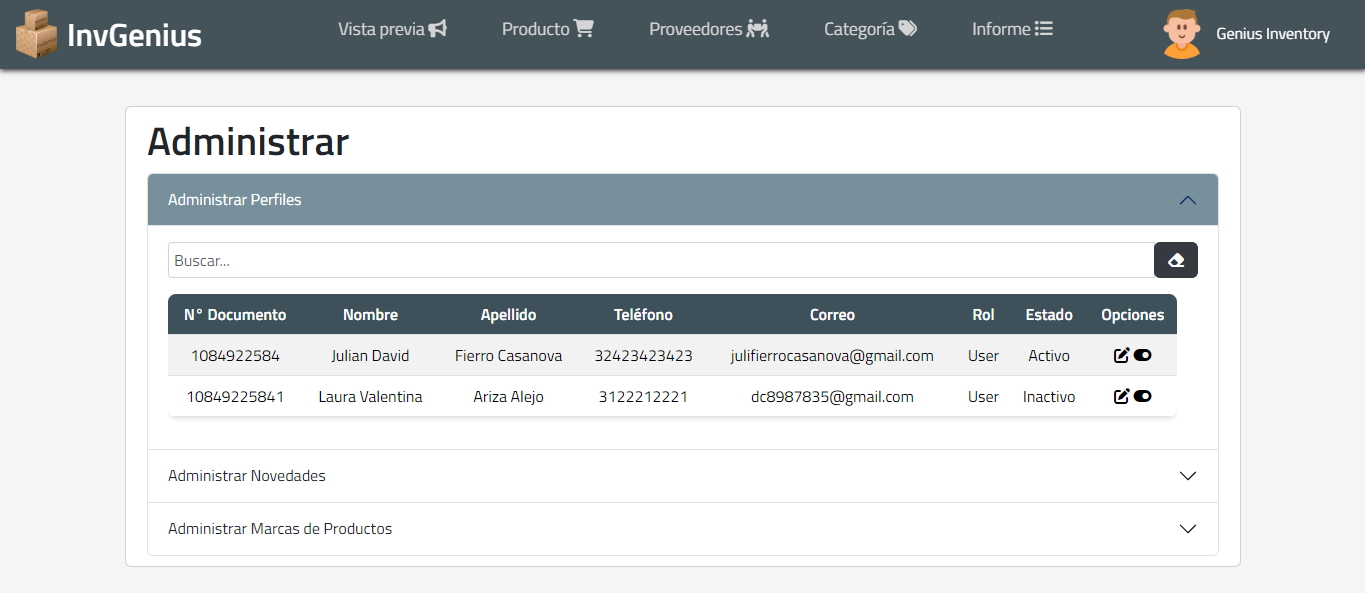 InvGenius
Vista previa
Producto
Proveedores
Categoría
Informe
Genius Inventory
Administrar
Administrar Perfiles
Buscar...
N° Documento Nombre Apellido Teléfono Correo Rol Estado Opciones
1084922584 Julian David Fierro Casanova 32423423423 julifierrocasanova@gmail.com User Activo
10849225841 Laura Valentina Ariza Alejo 3122212221 dc8987835@gmail.com User Inactivo
Administrar Novedades
Administrar Marcas de Productos